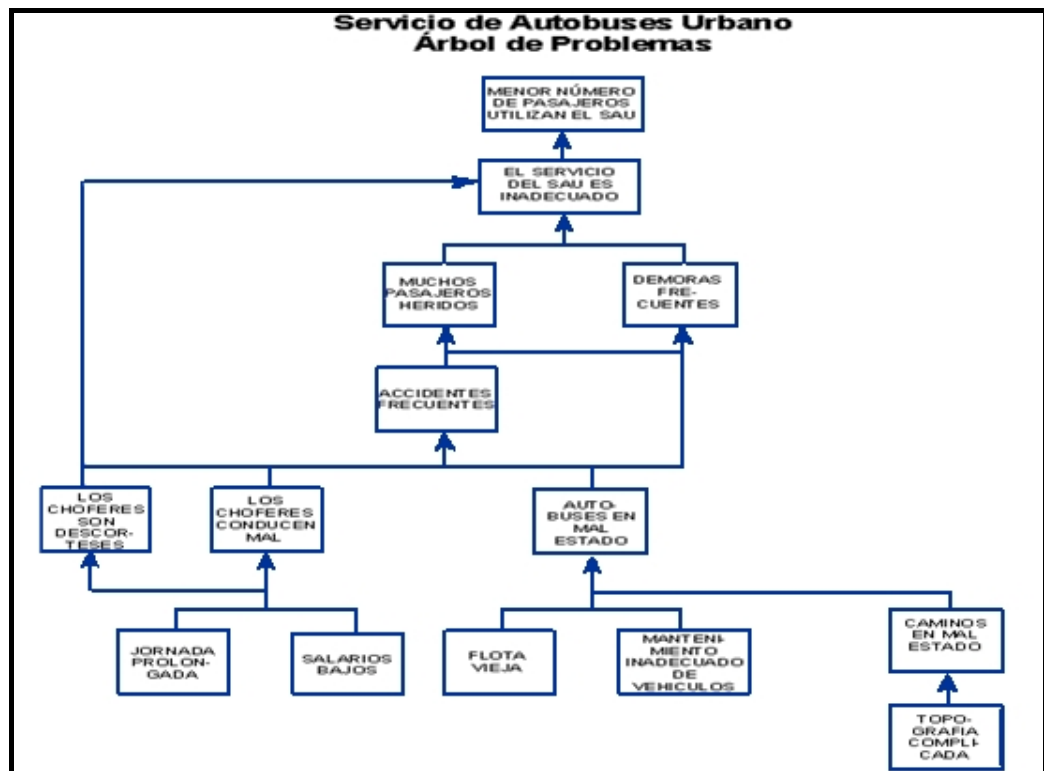 Servicio de Autobuses Urbano
Árbol de Problemas
MENOR NÚMERO
DE PASAJEROS
UTILIZAN EL SAU
EL SERVICIO
DEL SAU ES
INADECUADO
MUCHOS
PASAJEROS
HERIDOS
DEMORAS
FRE-
CUENTES
ACCIDENTES
FRECUENTES
LOS
CHOFERES
SON
DESCOR-
TESES
LOS
CHOFERES
CONDUCEN
MAL
AUTO-
BUSES EN
MAL
ESTADO
JORNADA
PROLON-
GADA
SALARIOS
BAJOS
FLOTA
VIEJA
MANTENI-
MIENTO
INADECUADO
DE
VEHICULOS
CAMINOS
EN MAL
ESTADO
TOPO-
GRAFIA
COMPLI-
CADA